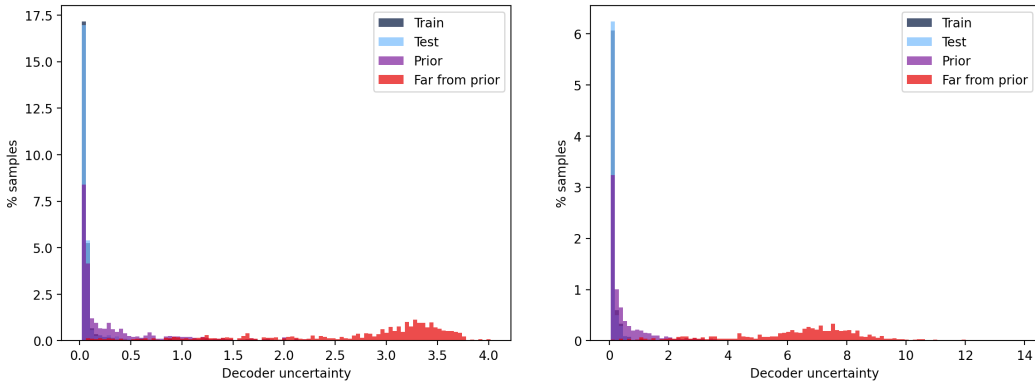 17.5
15.0
12.5
10.0
7.5
5.0
2.5
0.0
% samples
0.0 0.5 1.0 1.5 2.0 2.5 3.0 3.5 4.0
Decoder uncertainty
Train
Test
Prior
Far from prior
6
5
4
3
2
1
0
% samples
0 2 4 6 8 10 12 14
Decoder uncertainty
Train
Test
Prior
Far from prior